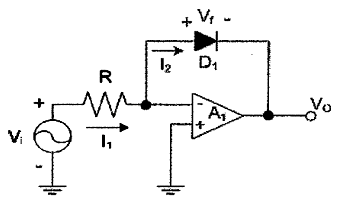 + Vf -
I2 D1
R
+ - A1 Vo
Vi I1 +
-